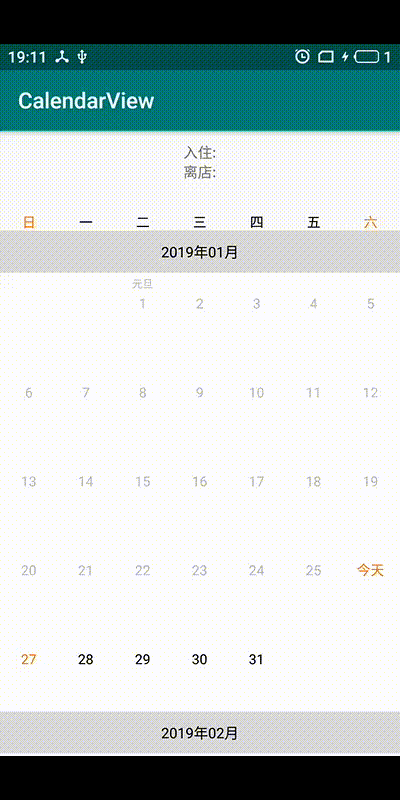 19:11 1
CalendarView
入住:
离店:
日 一 二 三 四 五 六
2019年01月
元旦
1 2 3 4 5
6 7 8 9 10 11 12
13 14 15 16 17 18 19
20 21 22 23 24 25 今天
27 28 29 30 31
2019年02月